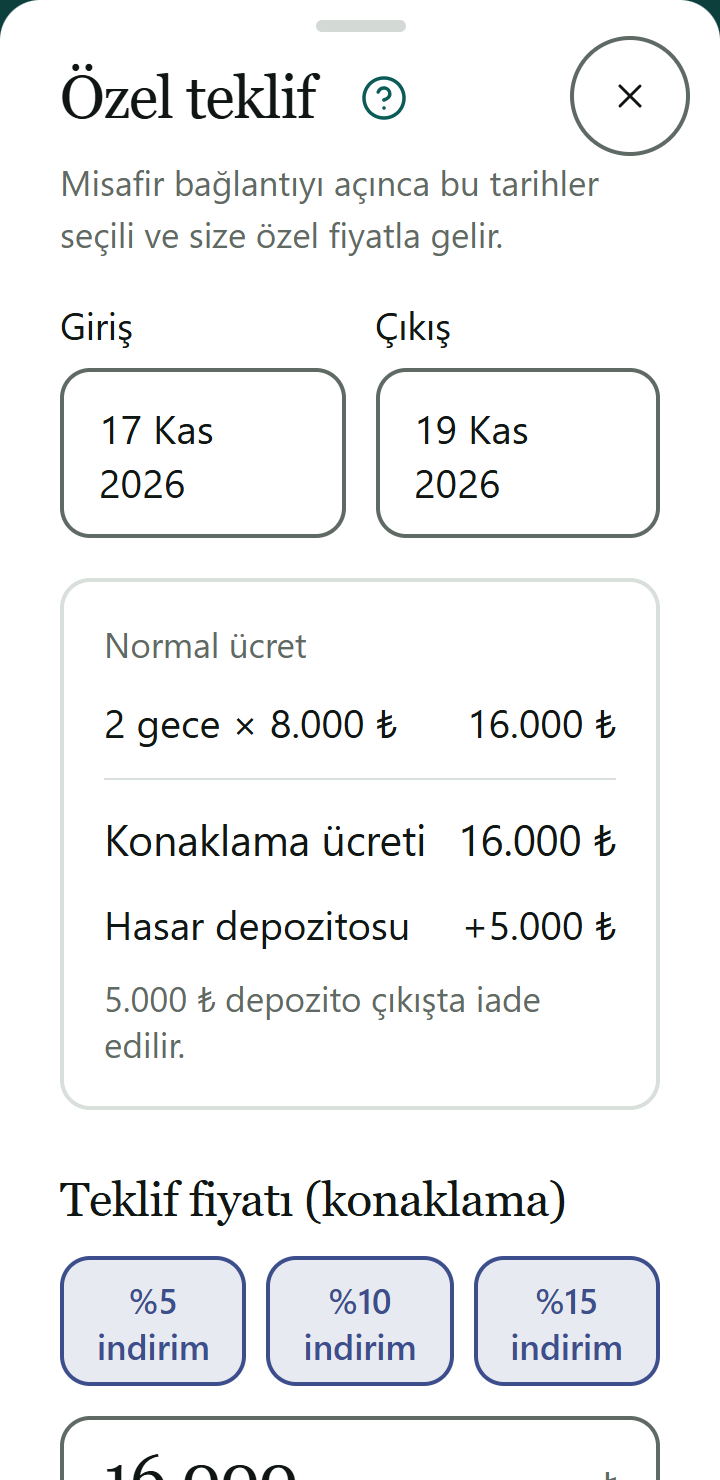 Özel teklif
Misafir bağlantıyı açınca bu tarihler
seçili ve size özel fiyatla gelir.
Giriş
Çıkış
17 Kas
2026
19 Kas
2026
Normal ücret
2 gece × 8.000 ₺ 16.000 ₺
Konaklama ücreti 16.000 ₺
Hasar depozitosu +5.000 ₺
5.000 ₺ depozito çıkışta iade
edilir.
Teklif fiyatı (konaklama)
%5
indirim
%10
indirim
%15
indirim
16.000 ₺